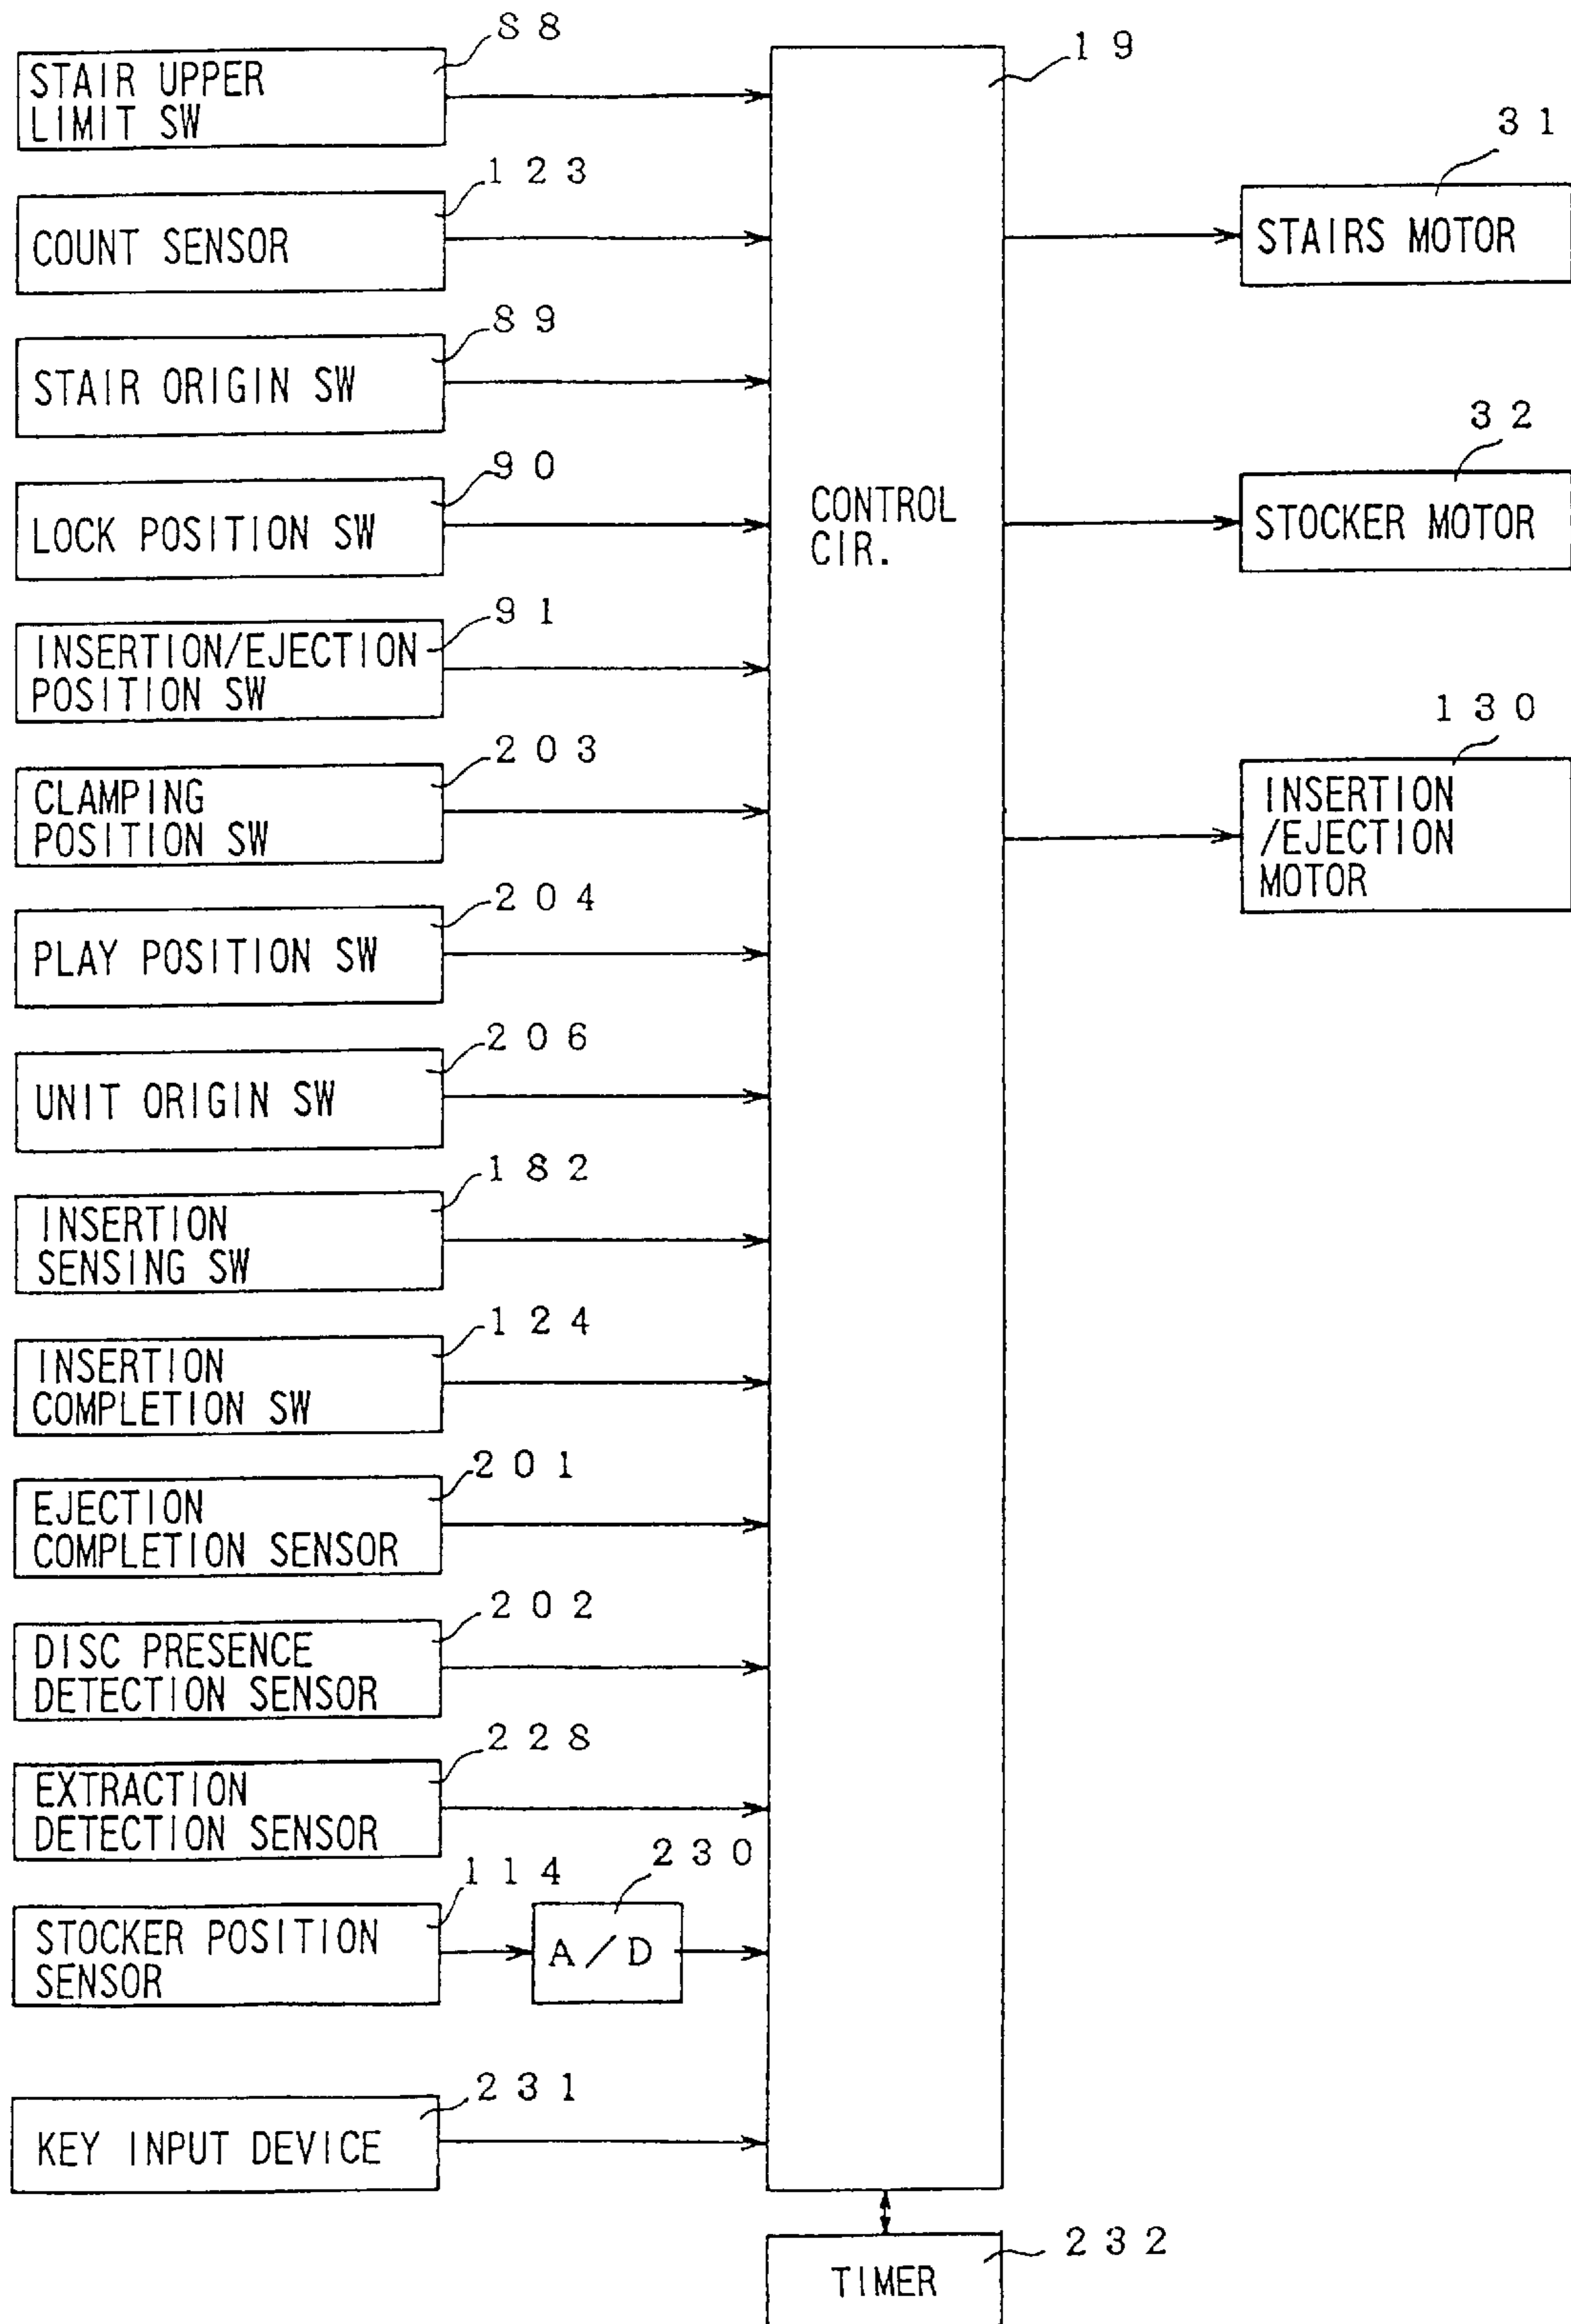 88
STAIR UPPER
LIMIT SW
123
COUNT SENSOR
89
STAIR ORIGIN SW
90
LOCK POSITION SW
91
INSERTION/EJECTION
POSITION SW
203
CLAMPING
POSITION SW
204
PLAY POSITION SW
206
UNIT ORIGIN SW
182
INSERTION
SENSING SW
124
INSERTION
COMPLETION SW
201
EJECTION
COMPLETION SENSOR
202
DISC PRESENCE
DETECTION SENSOR
228
EXTRACTION
DETECTION SENSOR
114
STOCKER POSITION
SENSOR
230
A/D
231
KEY INPUT DEVICE
19
CONTROL
CIR.
232
TIMER
31
STAIRS MOTOR
32
STOCKER MOTOR
130
INSERTION
/EJECTION
MOTOR